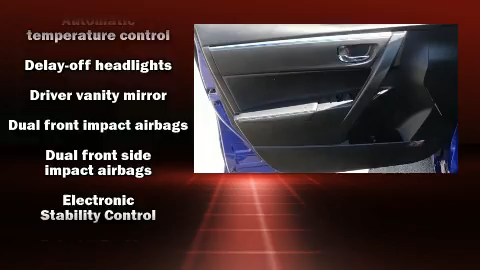 Automatic
temperature control
Delay-off headlights
Driver vanity mirror
Dual front impact airbags
Dual front side
impact airbags
Electronic
Stability Control